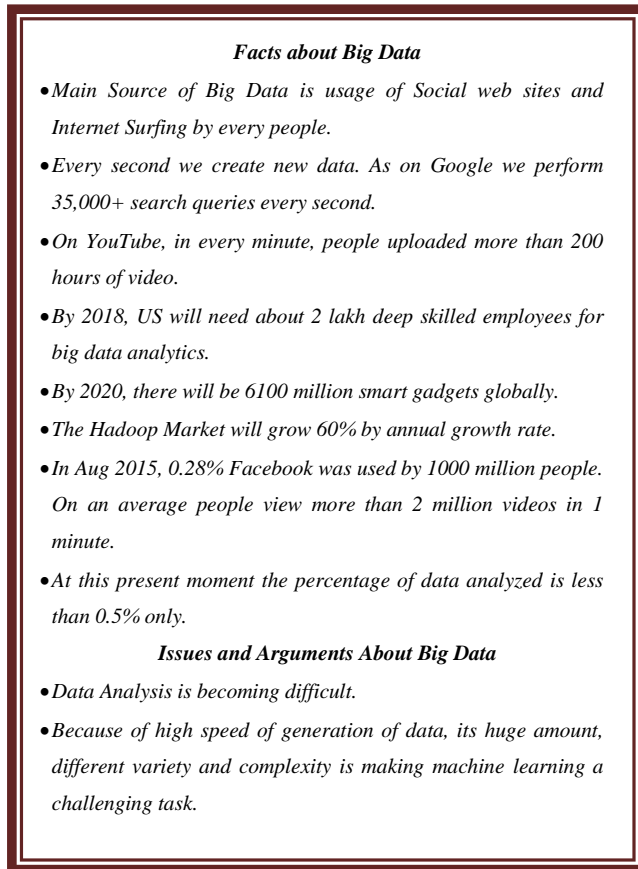 Facts about Big Data
•Main Source of Big Data is usage of Social web sites and
Internet Surfing by every people.
•Every second we create new data. As on Google we perform
35,000+ search queries every second.
•On YouTube, in every minute, people uploaded more than 200
hours of video.
•By 2018, US will need about 2 lakh deep skilled employees for
big data analytics.
•By 2020, there will be 6100 million smart gadgets globally.
•The Hadoop Market will grow 60% by annual growth rate.
•In Aug 2015, 0.28% Facebook was used by 1000 million people.
On an average people view more than 2 million videos in 1
minute.
•At this present moment the percentage of data analyzed is less
than 0.5% only.
Issues and Arguments About Big Data
•Data Analysis is becoming difficult.
•Because of high speed of generation of data, its huge amount,
different variety and complexity is making machine learning a
challenging task.